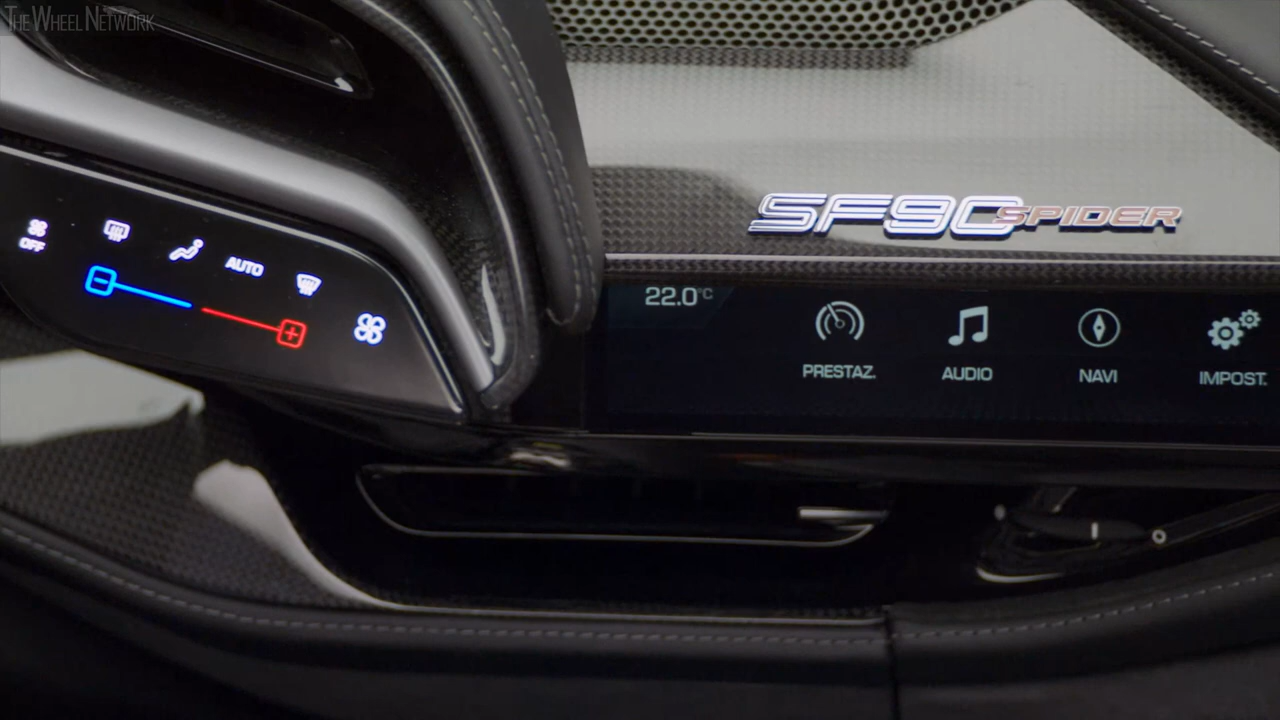 THE WHEEL NETWORK
SF90 SPIDER
OFF
AUTO
22.0°C
PRESTAZ.
AUDIO
NAVI
IMPOST.